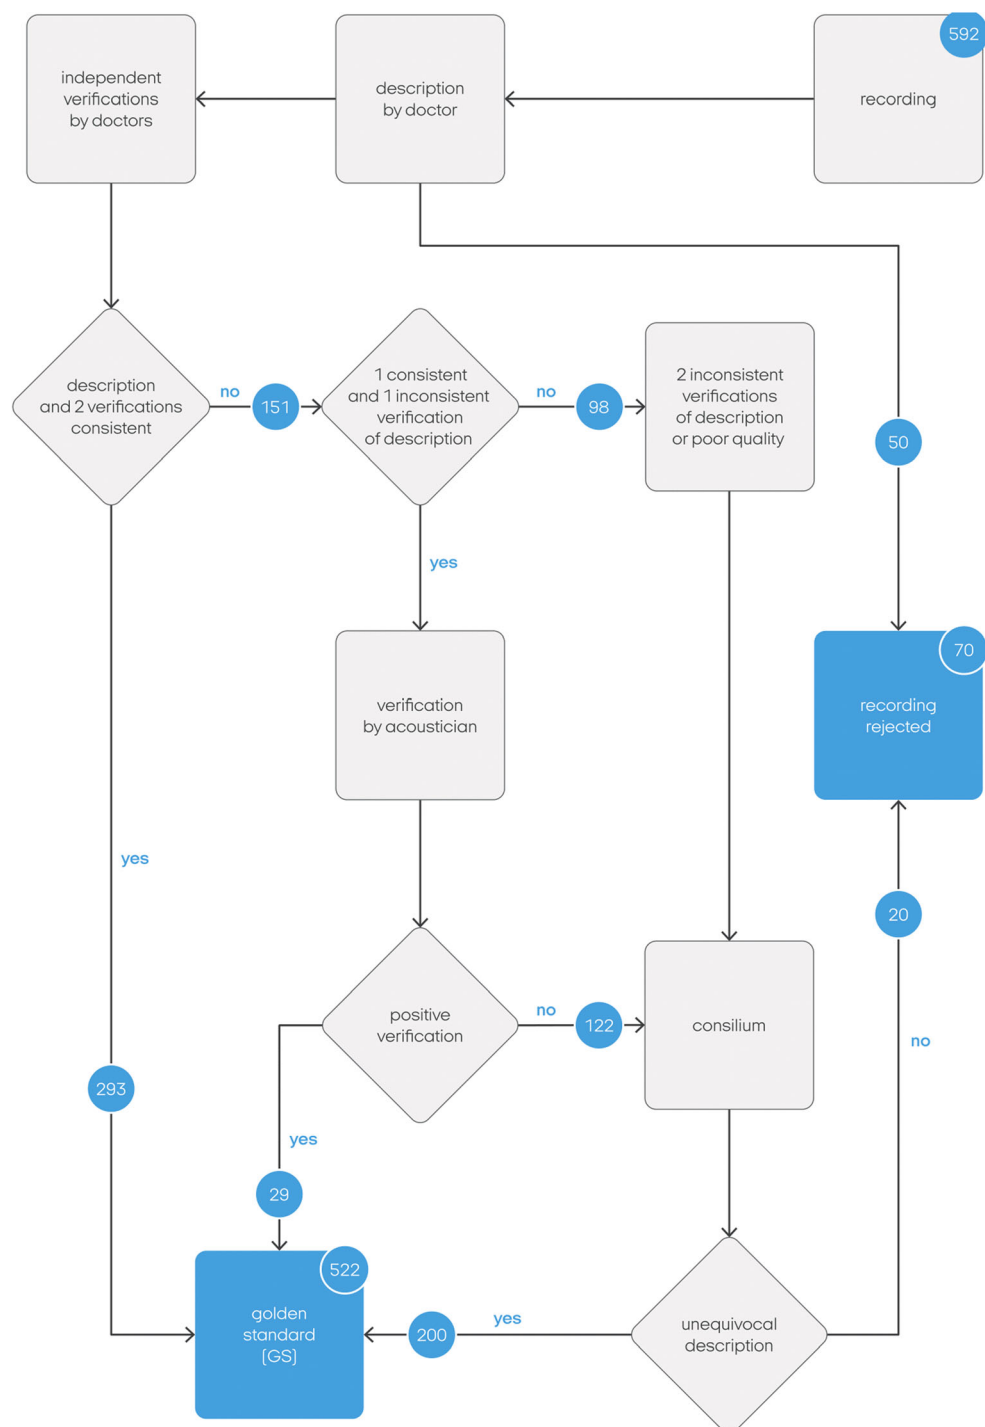 592
independent
verifications
by doctors
description
by doctor
recording
description
and 2 verifications
consistent
no
151
1 consistent
and 1 inconsistent
verification
of description
no
98
2 inconsistent
verifications
of description
or poor quality
50
yes
70
verification
by acoustician
recording
rejected
yes
20
positive
verification
no
122
consilium
no
293
yes
29
522
golden
standard
(GS)
200
yes
unequivocal
description